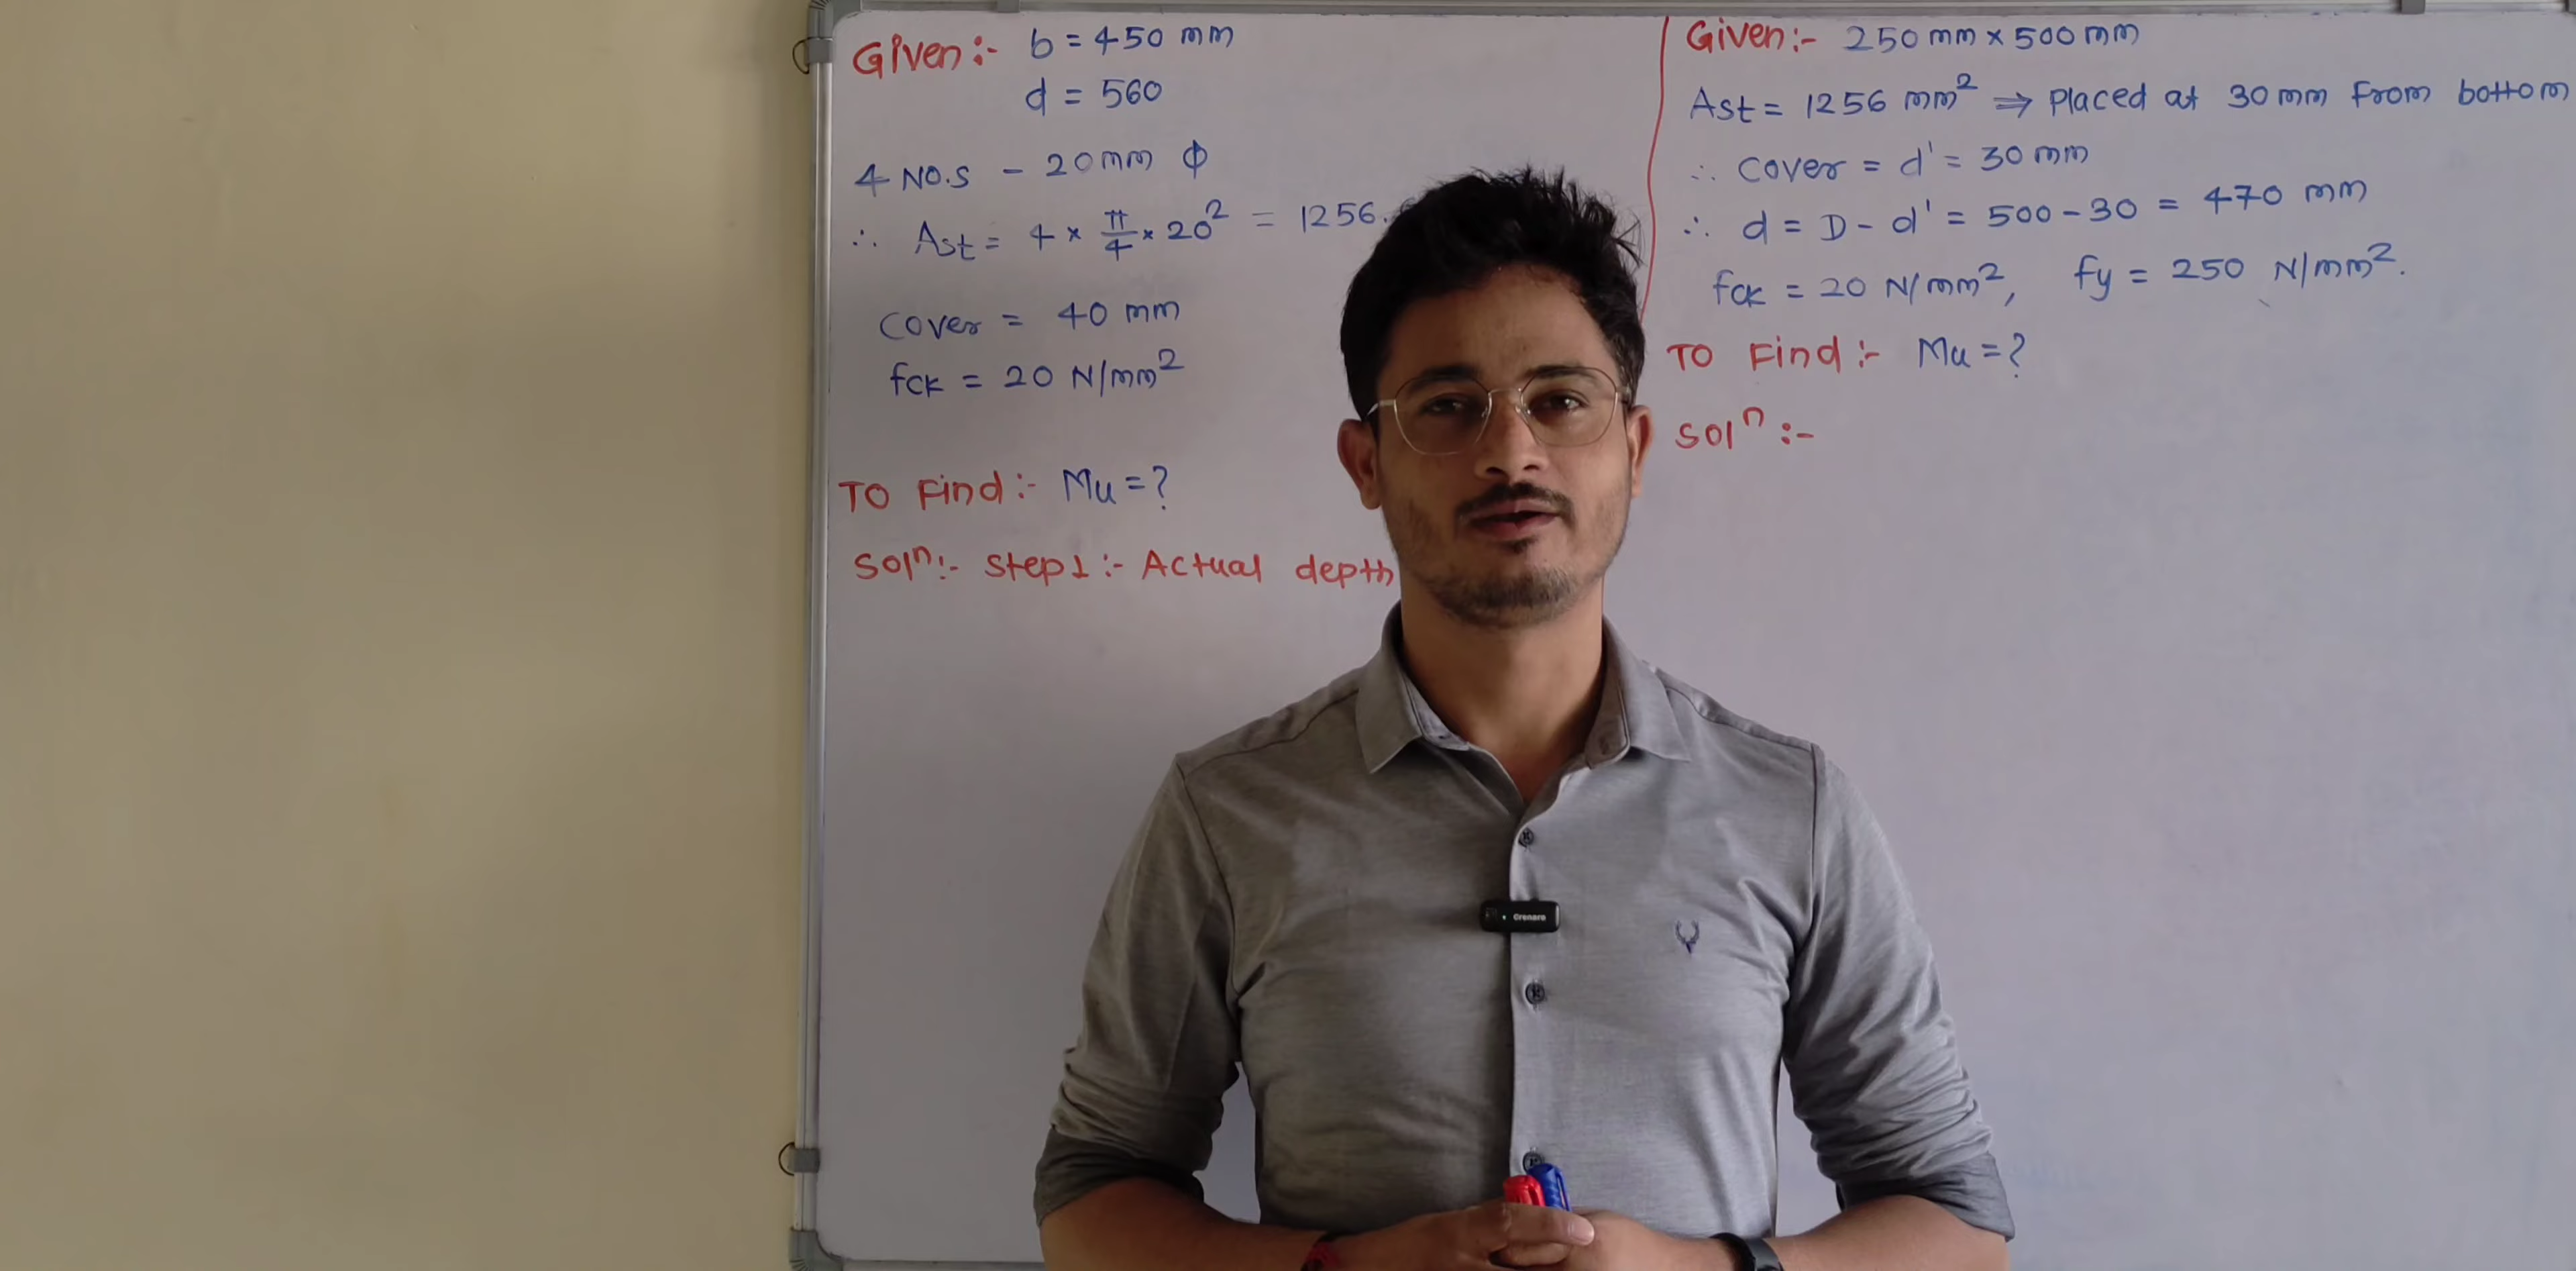 Given:- b = 450 mm
d = 560
4 NO.S - 20mm ϕ
∴ Ast = 4 × π/4 × 20² = 1256.
Cover = 40 mm
fck = 20 N/mm²
TO Find:- Mu = ?
Solⁿ:- Step1:- Actual depth
Given:- 250 mm × 500 mm
Ast = 1256 mm² ⇒ Placed at 30 mm From bottom
∴ Cover = d' = 30 mm
∴ d = D - d' = 500 - 30 = 470 mm
fck = 20 N/mm², fy = 250 N/mm².
TO Find:- Mu = ?
Solⁿ:-
Grenaro